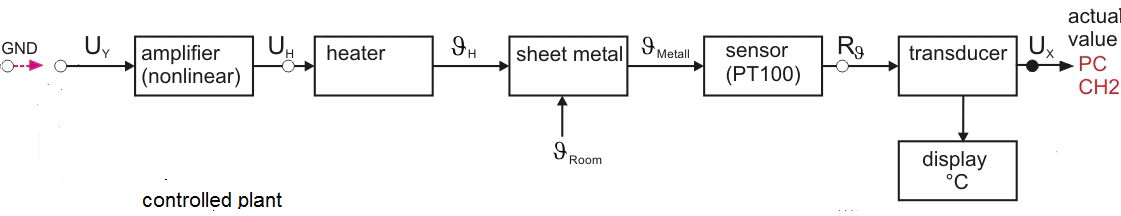 GND
U_Y
amplifier
(nonlinear)
U_H
heater
ϑ_H
sheet metal
ϑ_Metall
sensor
(PT100)
R_ϑ
transducer
U_X
actual
value
PC
CH2
ϑ_Room
display
°C
controlled plant